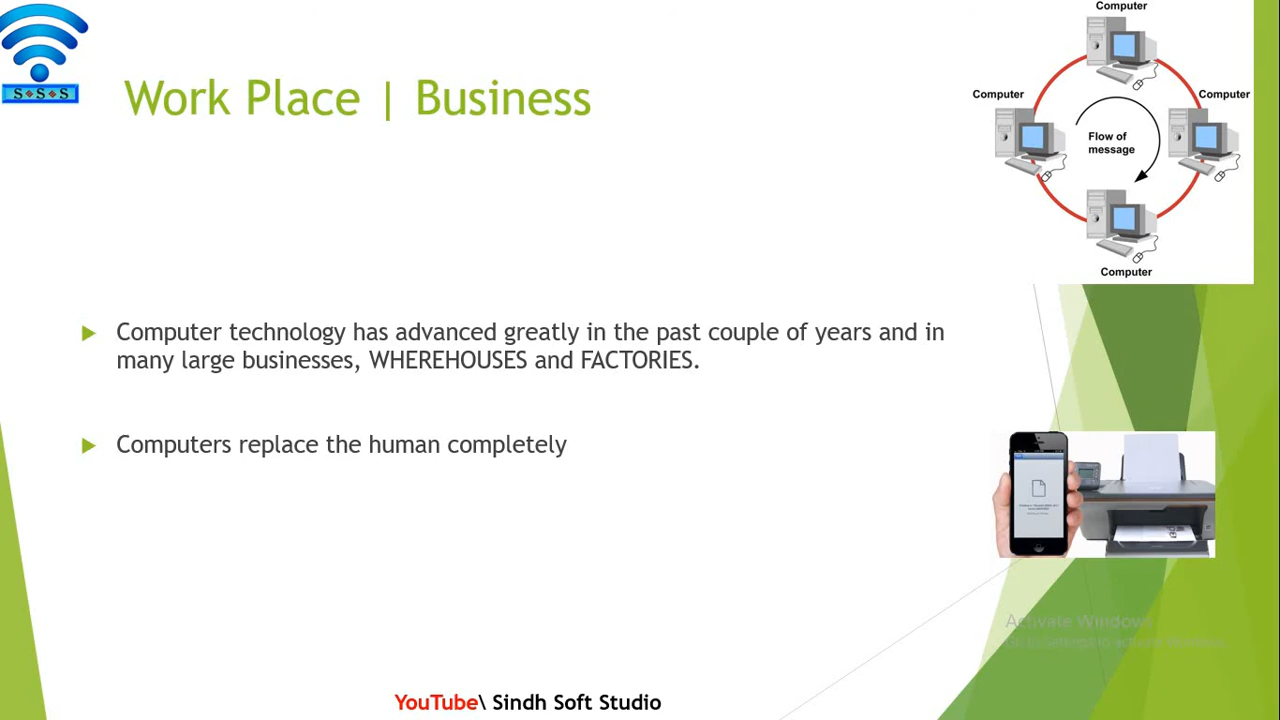 S S S
Work Place | Business
Computer
Computer
Computer
Flow of
message
Computer
Computer technology has advanced greatly in the past couple of years and in
many large businesses, WHEREHOUSES and FACTORIES.
Computers replace the human completely
Activate Windows
YouTube\ Sindh Soft Studio